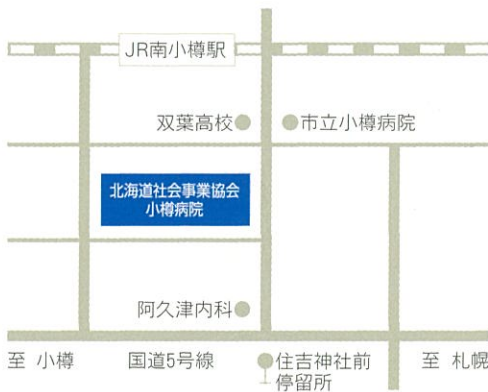 JR南小樽駅
双葉高校
市立小樽病院
北海道社会事業協会
小樽病院
阿久津内科
至 小樽
国道5号線
住吉神社前
停留所
至 札幌